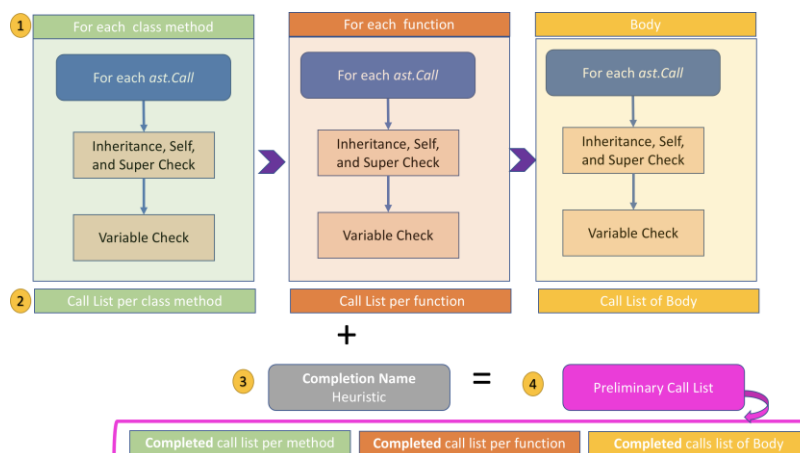 1
For each class method
For each function
Body
For each ast.Call
For each ast.Call
For each ast.Call
Inheritance, Self,
and Super Check
Inheritance, Self,
and Super Check
Inheritance, Self,
and Super Check
Variable Check
Variable Check
Variable Check
2
Call List per class method
Call List per function
Call List of Body
+
3
Completion Name
Heuristic
=
4
Preliminary Call List
Completed call list per method
Completed call list per function
Completed calls list of Body